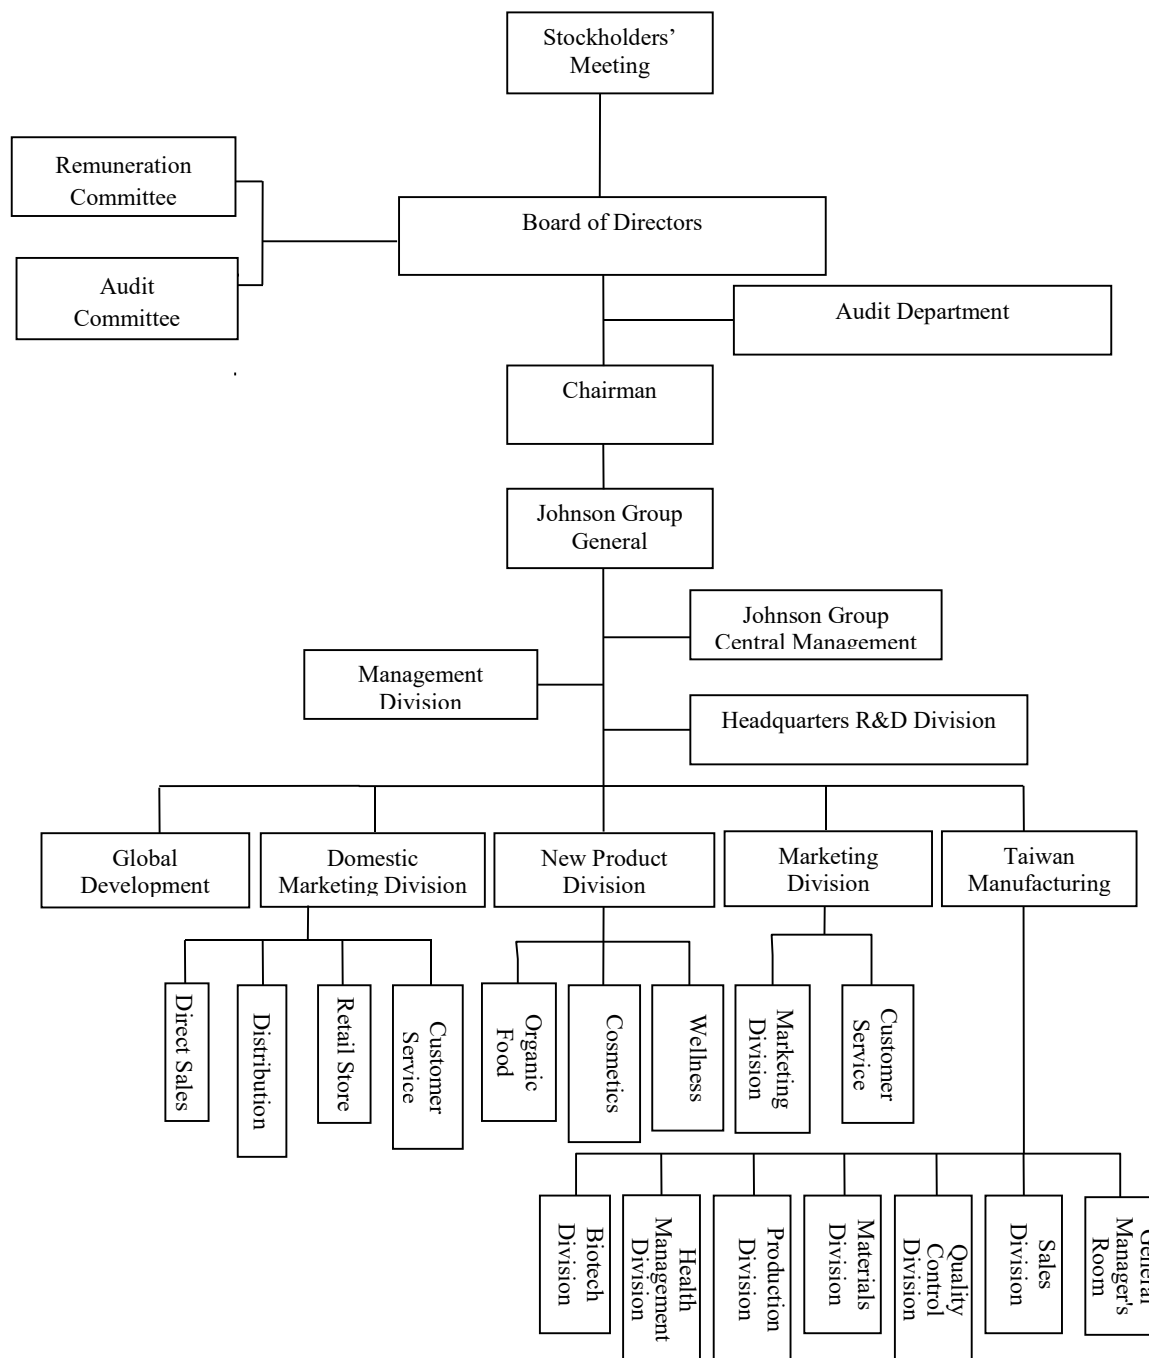 Stockholders’
Meeting
Remuneration
Committee
Board of Directors
Audit
Committee
Audit Department
Chairman
Johnson Group
General
Johnson Group
Central Management
Management
Division
Headquarters R&D Division
Global
Development
Domestic
Marketing Division
New Product
Division
Marketing
Division
Taiwan
Manufacturing
Direct Sales
Distribution
Retail Store
Customer
Service
Organic
Food
Cosmetics
Wellness
Marketing
Division
Customer
Service
Biotech
Division
Health
Management
Division
Production
Division
Materials
Division
Quality
Control
Division
Sales
Division
General
Manager's
Room